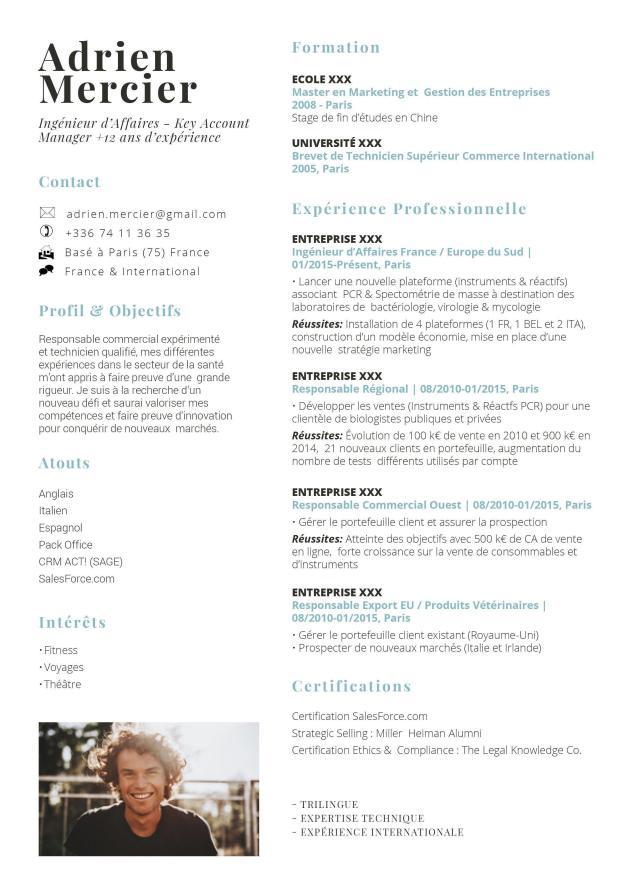 Adrien
Mercier
Ingénieur d'Affaires – Key Account
Manager +12 ans d'expérience
Contact
adrien.mercier@gmail.com
+336 74 11 36 35
Basé à Paris (75) France
France & International
Profil & Objectifs
Responsable commercial expérimenté
et technicien qualifié, mes différentes
expériences dans le secteur de la santé
m'ont appris à faire preuve d'une grande
rigueur. Je suis à la recherche d'un
nouveau défi et saurai valoriser mes
compétences et faire preuve d'innovation
pour conquérir de nouveaux marchés.
Atouts
Anglais
Italien
Espagnol
Pack Office
CRM ACT! (SAGE)
SalesForce.com
Intérêts
• Fitness
• Voyages
• Théâtre
Formation
ECOLE XXX
Master en Marketing et Gestion des Entreprises
2008 - Paris
Stage de fin d'études en Chine
UNIVERSITÉ XXX
Brevet de Technicien Supérieur Commerce International
2005, Paris
Expérience Professionnelle
ENTREPRISE XXX
Ingénieur d'Affaires France / Europe du Sud |
01/2015-Présent, Paris
• Lancer une nouvelle plateforme (instruments & réactifs)
associant PCR & Spectométrie de masse à destination des
laboratoires de bactériologie, virologie & mycologie
Réussites: Installation de 4 plateformes (1 FR, 1 BEL et 2 ITA),
construction d'un modèle économie, mise en place d'une
nouvelle stratégie marketing
ENTREPRISE XXX
Responsable Régional | 08/2010-01/2015, Paris
• Développer les ventes (Instruments & Réactfs PCR) pour une
clientèle de biologistes publiques et privées
Réussites: Évolution de 100 k€ de vente en 2010 et 900 k€ en
2014, 21 nouveaux clients en portefeuille, augmentation du
nombre de tests différents utilisés par compte
ENTREPRISE XXX
Responsable Commercial Ouest | 08/2010-01/2015, Paris
• Gérer le portefeuille client et assurer la prospection
Réussites: Atteinte des objectifs avec 500 k€ de CA de vente
en ligne, forte croissance sur la vente de consommables et
d'instruments
ENTREPRISE XXX
Responsable Export EU / Produits Vétérinaires |
08/2010-01/2015, Paris
• Gérer le portefeuille client existant (Royaume-Uni)
• Prospecter de nouveaux marchés (Italie et Irlande)
Certifications
Certification SalesForce.com
Strategic Selling : Miller Heiman Alumni
Certification Ethics & Compliance : The Legal Knowledge Co.
– TRILINGUE
– EXPERTISE TECHNIQUE
– EXPÉRIENCE INTERNATIONALE